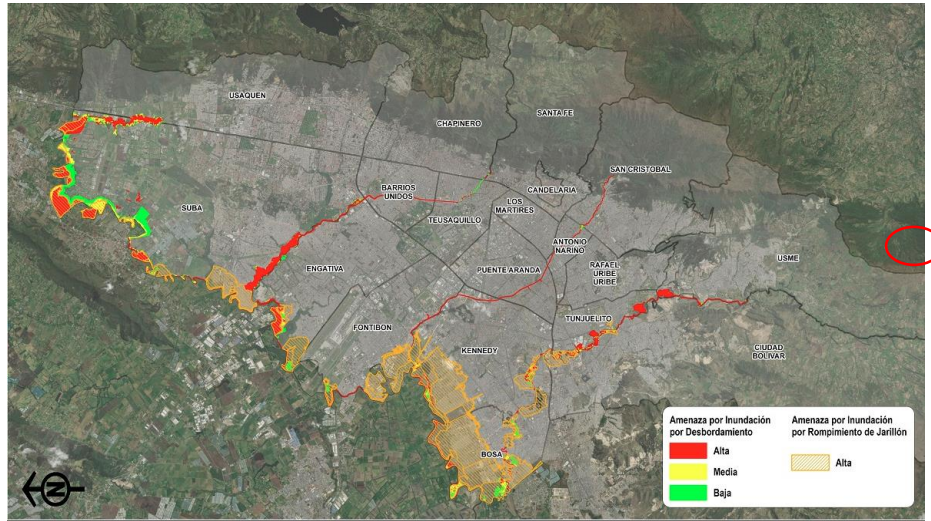 USAQUEN
CHAPINERO
SANTA FE
SAN CRISTOBAL
CANDELARIA
BARRIOS
UNIDOS
LOS
MARTIRES
SUBA
TEUSAQUILLO
ANTONIO
NARIÑO
USME
ENGATIVA
PUENTE ARANDA
RAFAEL
URIBE
URIBE
TUNJUELITO
FONTIBON
KENNEDY
CIUDAD
BOLIVAR
BOSA
Amenaza por Inundación
por Desbordamiento
Alta
Media
Baja
Amenaza por Inundación
por Rompimiento de Jarillón
Alta
N